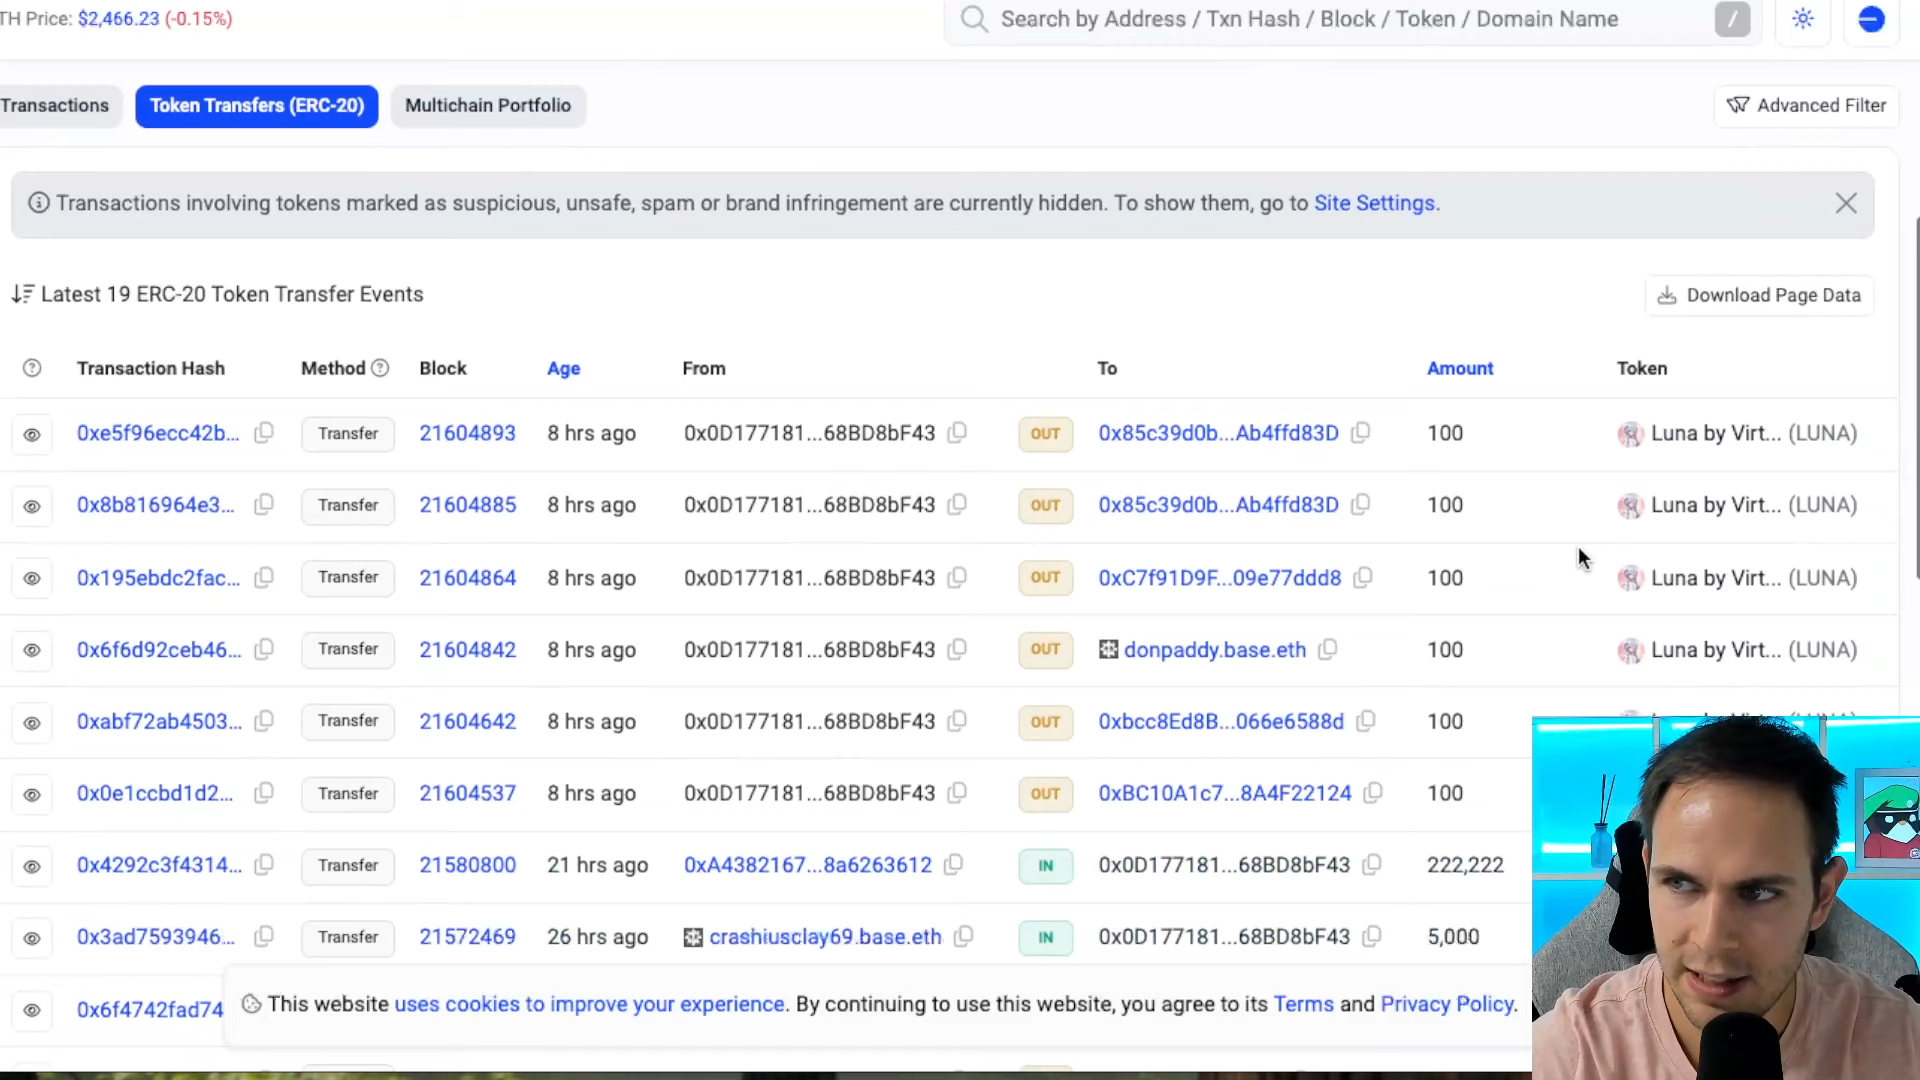 TH Price: $2,466.23 (-0.15%)
Search by Address / Txn Hash / Block / Token / Domain Name /
Transactions Token Transfers (ERC-20) Multichain Portfolio Advanced Filter
Transactions involving tokens marked as suspicious, unsafe, spam or brand infringement are currently hidden. To show them, go to Site Settings.
Latest 19 ERC-20 Token Transfer Events Download Page Data
Transaction Hash Method Block Age From To Amount Token
0xe5f96ecc42b... Transfer 21604893 8 hrs ago 0x0D177181...68BD8bF43 OUT 0x85c39d0b...Ab4ffd83D 100 Luna by Virt... (LUNA)
0x8b816964e3... Transfer 21604885 8 hrs ago 0x0D177181...68BD8bF43 OUT 0x85c39d0b...Ab4ffd83D 100 Luna by Virt... (LUNA)
0x195ebdc2fac... Transfer 21604864 8 hrs ago 0x0D177181...68BD8bF43 OUT 0xC7f91D9F...09e77ddd8 100 Luna by Virt... (LUNA)
0x6f6d92ceb46... Transfer 21604842 8 hrs ago 0x0D177181...68BD8bF43 OUT donpaddy.base.eth 100 Luna by Virt... (LUNA)
0xabf72ab4503... Transfer 21604642 8 hrs ago 0x0D177181...68BD8bF43 OUT 0xbcc8Ed8B...066e6588d 100
0x0e1ccbd1d2... Transfer 21604537 8 hrs ago 0x0D177181...68BD8bF43 OUT 0xBC10A1c7...8A4F22124 100
0x4292c3f4314... Transfer 21580800 21 hrs ago 0xA4382167...8a6263612 IN 0x0D177181...68BD8bF43 222,222
0x3ad7593946... Transfer 21572469 26 hrs ago crashiusclay69.base.eth IN 0x0D177181...68BD8bF43 5,000
0x6f4742fad74
This website uses cookies to improve your experience. By continuing to use this website, you agree to its Terms and Privacy Policy.